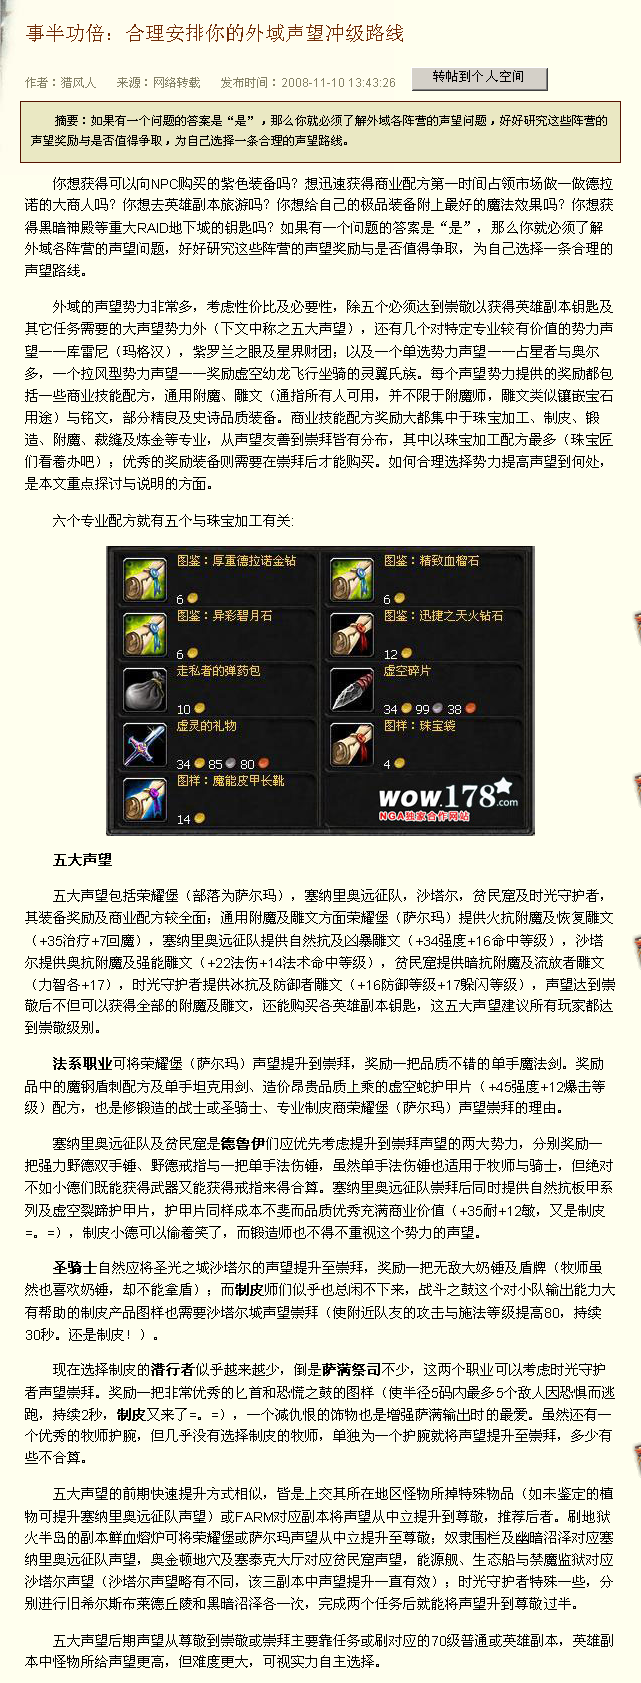 事半功倍：合理安排你的外域声望冲级路线
作者：猎风人 来源：网络转载 发布时间：2008-11-10 13:43:26 转帖到个人空间
摘要：如果有一个问题的答案是“是”，那么你就必须了解外域各阵营的声望问题，好好研究这些阵营的
声望奖励与是否值得争取，为自己选择一条合理的声望路线。
你想获得可以向NPC购买的紫色装备吗？想迅速获得商业配方第一时间占领市场做一做德拉
诺的大商人吗？你想去英雄副本旅游吗？你想给自己的极品装备附上最好的魔法效果吗？你想获
得黑暗神殿等重大RAID地下城的钥匙吗？如果有一个问题的答案是“是”，那么你就必须了解
外域各阵营的声望问题，好好研究这些阵营的声望奖励与是否值得争取，为自己选择一条合理的
声望路线。
外域的声望势力非常多，考虑性价比及必要性，除五个必须达到崇敬以获得英雄副本钥匙及
其它任务需要的大声望势力外（下文中称之五大声望），还有几个对特定专业较有价值的势力声
望——库雷尼（玛格汉），紫罗兰之眼及星界财团；以及一个单选势力声望——占星者与奥尔
多，一个拉风型势力声望——奖励虚空幼龙飞行坐骑的灵翼氏族。每个声望势力提供的奖励都包
括一些商业技能配方，通用附魔、雕文（通指所有人可用，并不限于附魔师，雕文类似镶嵌宝石
用途）与铭文，部分精良及史诗品质装备。商业技能配方奖励大都集中于珠宝加工、制皮、锻
造、附魔、裁缝及炼金等专业，从声望友善到崇拜皆有分布，其中以珠宝加工配方最多（珠宝匠
们看着办吧）；优秀的奖励装备则需要在崇拜后才能购买。如何合理选择势力提高声望到何处，
是本文重点探讨与说明的方面。
六个专业配方就有五个与珠宝加工有关：
图鉴：厚重德拉诺金钻 图鉴：精致血榴石
6 6
图鉴：异彩碧月石 图鉴：迅捷之天火钻石
6 12
走私者的弹药包 虚空碎片
10 34 99 38
虚灵的礼物 图样：珠宝袋
34 85 80 4
图样：魔能皮甲长靴
14
wow.178.com
NGA独家合作网站
五大声望
五大声望包括荣耀堡（部落为萨尔玛），塞纳里奥远征队，沙塔尔，贫民窟及时光守护者，
其装备奖励及商业配方较全面；通用附魔及雕文方面荣耀堡（萨尔玛）提供火抗附魔及恢复雕文
（+35治疗+7回魔），塞纳里奥远征队提供自然抗及凶暴雕文（+34强度+16命中等级），沙塔
尔提供奥抗附魔及强能雕文（+22法伤+14法术命中等级），贫民窟提供暗抗附魔及流放者雕文
（力智各+17），时光守护者提供冰抗及防御者雕文（+16防御等级+17躲闪等级），声望达到崇
敬后不但可以获得全部的附魔及雕文，还能购买各英雄副本钥匙，这五大声望建议所有玩家都达
到崇敬级别。
法系职业可将荣耀堡（萨尔玛）声望提升到崇拜，奖励一把品质不错的单手魔法剑。奖励
品中的魔钢盾刺配方及单手坦克用剑、造价昂贵品质上乘的虚空蛇护甲片（+45强度+12爆击等
级）配方，也是修锻造的战士或圣骑士、专业制皮商荣耀堡（萨尔玛）声望崇拜的理由。
塞纳里奥远征队及贫民窟是德鲁伊们应优先考虑提升到崇拜声望的两大势力，分别奖励一
把强力野德双手锤、野德戒指与一把单手法伤锤，虽然单手法伤锤也适用于牧师与骑士，但绝对
不如小德们既能获得武器又能获得戒指来得合算。塞纳里奥远征队崇拜后同时提供自然抗板甲系
列及虚空裂蹄护甲片，护甲片同样成本不斐而品质优秀充满商业价值（+35耐+12敏，又是制皮
=。=），制皮小德可以偷着笑了，而锻造师也不得不重视这个势力的声望。
圣骑士自然应将圣光之城沙塔尔的声望提升至崇拜，奖励一把无敌大奶锤及盾牌（牧师虽
然也喜欢奶锤，却不能拿盾）；而制皮师们似乎也总闲不下来，战斗之鼓这个对小队输出能力大
有帮助的制皮产品图样也需要沙塔尔城声望崇拜（使附近队友的攻击与施法等级提高80，持续
30秒。还是制皮！）。
现在选择制皮的潜行者似乎越来越少，倒是萨满祭司不少，这两个职业可以考虑时光守护
者声望崇拜。奖励一把非常优秀的匕首和恐慌之鼓的图样（使半径5码内最多5个敌人因恐惧而逃
跑，持续2秒，制皮又来了=。=），一个减仇恨的饰物也是增强萨满输出时的最爱。虽然还有一
个优秀的牧师护腕，但几乎没有选择制皮的牧师，单独为一个护腕就将声望提升至崇拜，多少有
些不合算。
五大声望的前期快速提升方式相似，皆是上交其所在地区怪物所掉特殊物品（如未鉴定的植
物可提升塞纳里奥远征队声望）或FARM对应副本将声望从中立提升到尊敬，推荐后者。刷地狱
火半岛的副本鲜血熔炉可将荣耀堡或萨尔玛声望从中立提升至尊敬；奴隶围栏及幽暗沼泽对应塞
纳里奥远征队声望，奥金顿地穴及塞泰克大厅对应贫民窟声望，能源舰、生态船与禁魔监狱对应
沙塔尔声望（沙塔尔声望略有不同，该三副本中声望提升一直有效）；时光守护者特殊一些，分
别进行旧希尔斯布莱德丘陵和黑暗沼泽各一次，完成两个任务后就能将声望升到尊敬过半。
五大声望后期声望从尊敬到崇敬或崇拜主要靠任务或刷对应的70级普通或英雄副本，英雄副
本中怪物所给声望更高，但难度更大，可视实力自主选择。